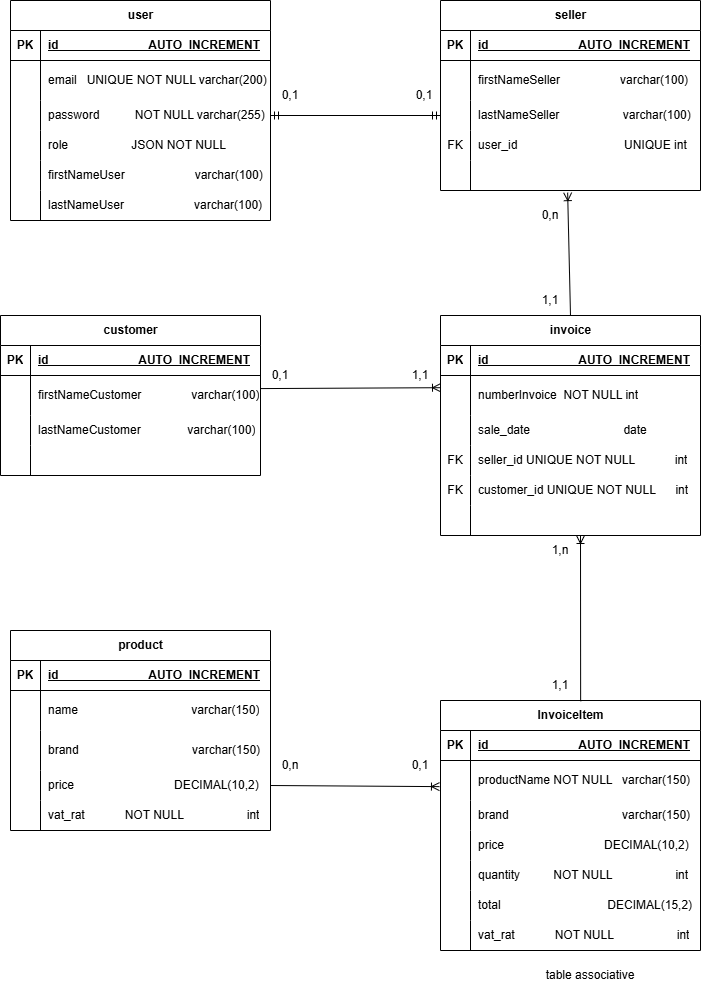 user
PK id AUTO_INCREMENT
email UNIQUE NOT NULL varchar(200)
password NOT NULL varchar(255)
role JSON NOT NULL
firstNameUser varchar(100)
lastNameUser varchar(100)
0,1 0,1
seller
PK id AUTO_INCREMENT
firstNameSeller varchar(100)
lastNameSeller varchar(100)
FK user_id UNIQUE int
0,n
1,1
customer
PK id AUTO_INCREMENT
firstNameCustomer varchar(100)
lastNameCustomer varchar(100)
0,1 1,1
invoice
PK id AUTO_INCREMENT
numberInvoice NOT NULL int
sale_date date
FK seller_id UNIQUE NOT NULL int
FK customer_id UNIQUE NOT NULL int
1,n
1,1
product
PK id AUTO_INCREMENT
name varchar(150)
brand varchar(150)
price DECIMAL(10,2)
vat_rat NOT NULL int
0,n 0,1
InvoiceItem
PK id AUTO_INCREMENT
productName NOT NULL varchar(150)
brand varchar(150)
price DECIMAL(10,2)
quantity NOT NULL int
total DECIMAL(15,2)
vat_rat NOT NULL int
table associative